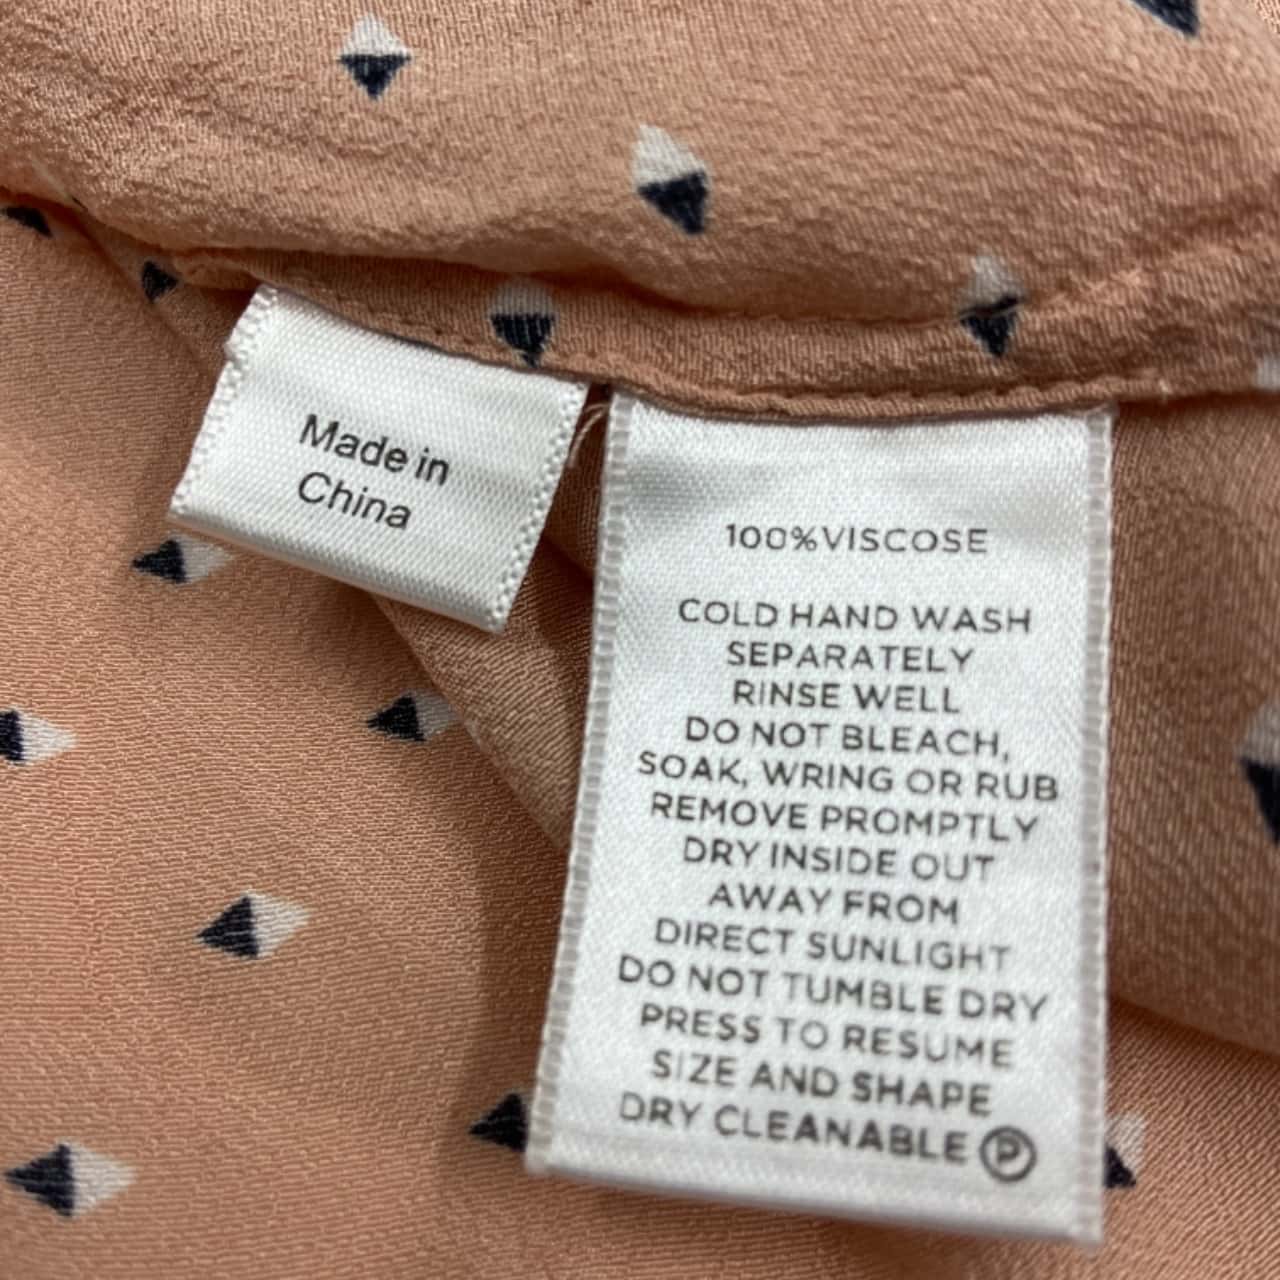 Made in
China
100%VISCOSE
COLD HAND WASH
SEPARATELY
RINSE WELL
DO NOT BLEACH,
SOAK, WRING OR RUB
REMOVE PROMPTLY
DRY INSIDE OUT
AWAY FROM
DIRECT SUNLIGHT
DO NOT TUMBLE DRY
PRESS TO RESUME
SIZE AND SHAPE
DRY CLEANABLE Ⓟ